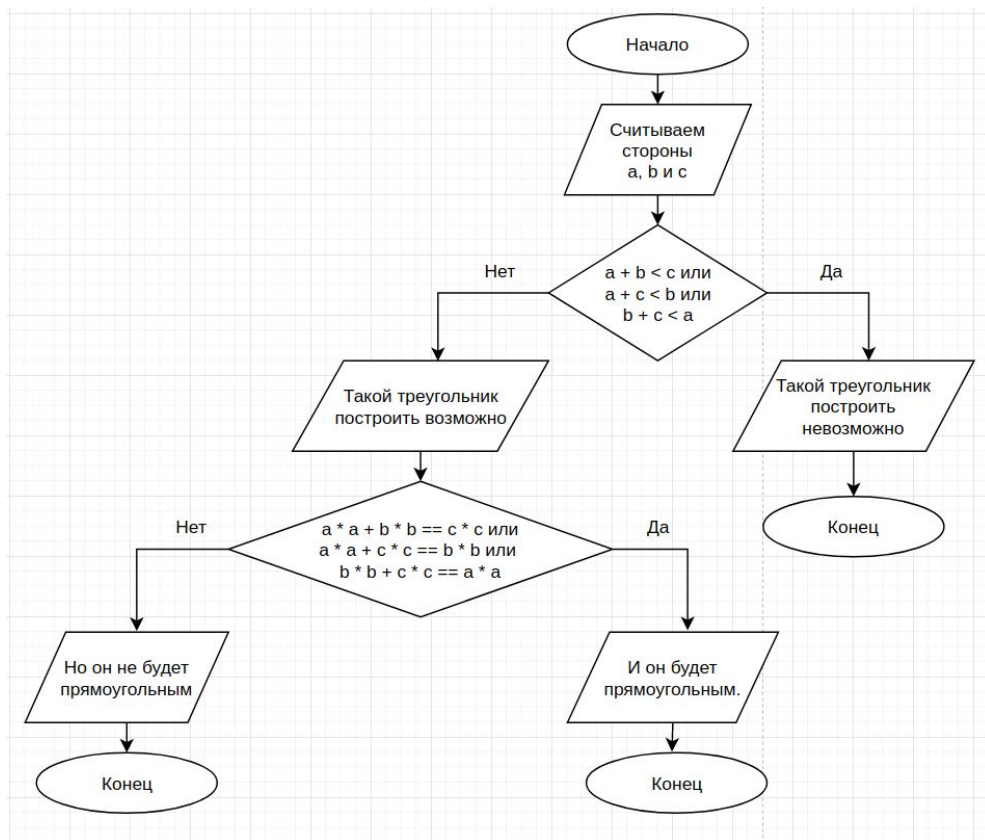 Начало
Считываем
стороны
a, b и c
Нет
a + b < c или
a + c < b или
b + c < a
Да
Такой треугольник
построить возможно
Такой треугольник
построить
невозможно
Нет
a * a + b * b == c * c или
a * a + c * c == b * b или
b * b + c * c == a * a
Да
Конец
Но он не будет
прямоугольным
И он будет
прямоугольным.
Конец
Конец